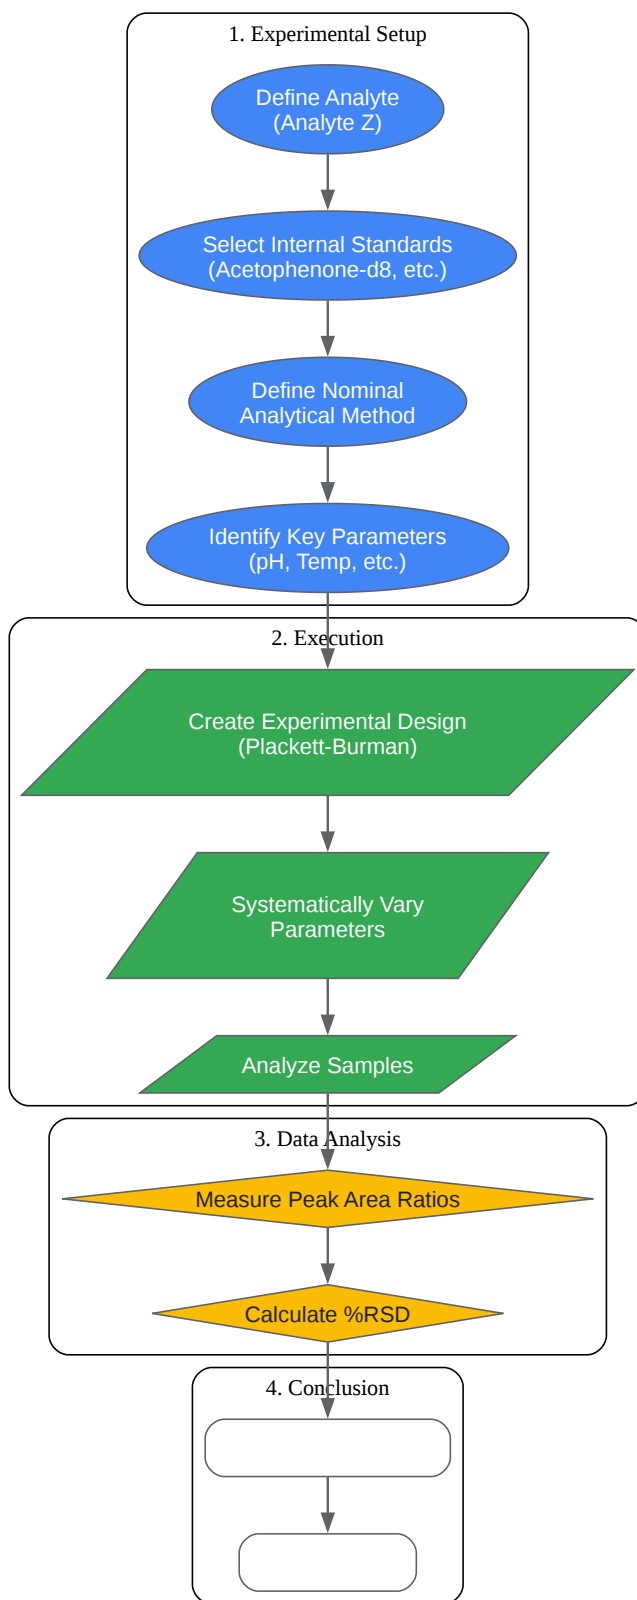 1. Experimental Setup
Define Analyte
(Analyte Z)
Select Internal Standards
(Acetophenone-d8, etc.)
Define Nominal
Analytical Method
Identify Key Parameters
(pH, Temp, etc.)
2. Execution
Create Experimental Design
(Plackett-Burman)
Systematically Vary
Parameters
Analyze Samples
3. Data Analysis
Measure Peak Area Ratios
Calculate %RSD
4. Conclusion